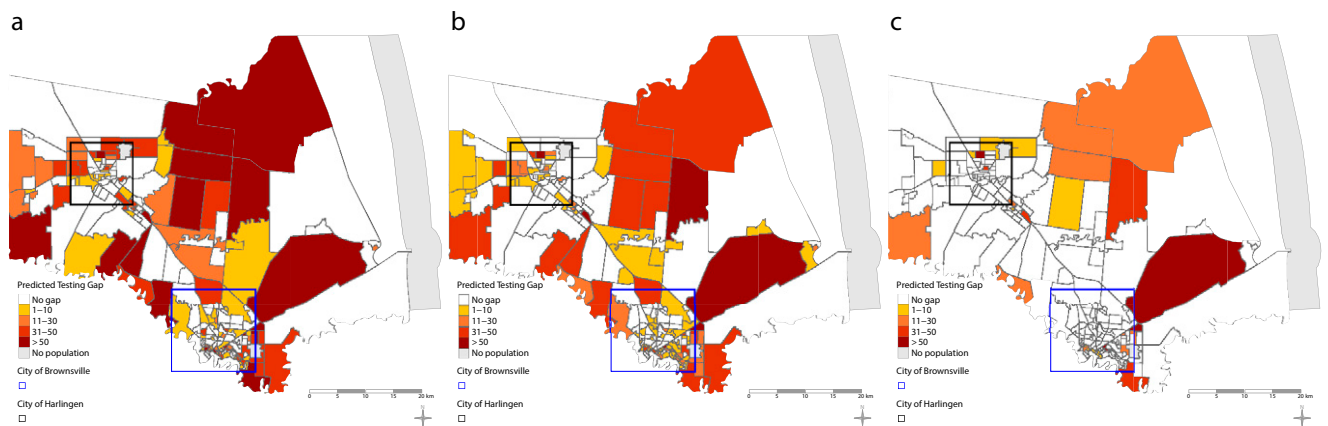 a
b
c
Predicted Testing Gap
No gap
1–10
11–30
31–50
> 50
No population
City of Brownsville
City of Harlingen
0 5 10 20 km
N
Predicted Testing Gap
No gap
1–10
11–30
31–50
> 50
No population
City of Brownsville
City of Harlingen
0 5 10 20 km
N
Predicted Testing Gap
No gap
1–10
11–30
31–50
> 50
No population
City of Brownsville
City of Harlingen
0 5 10 20 km
N